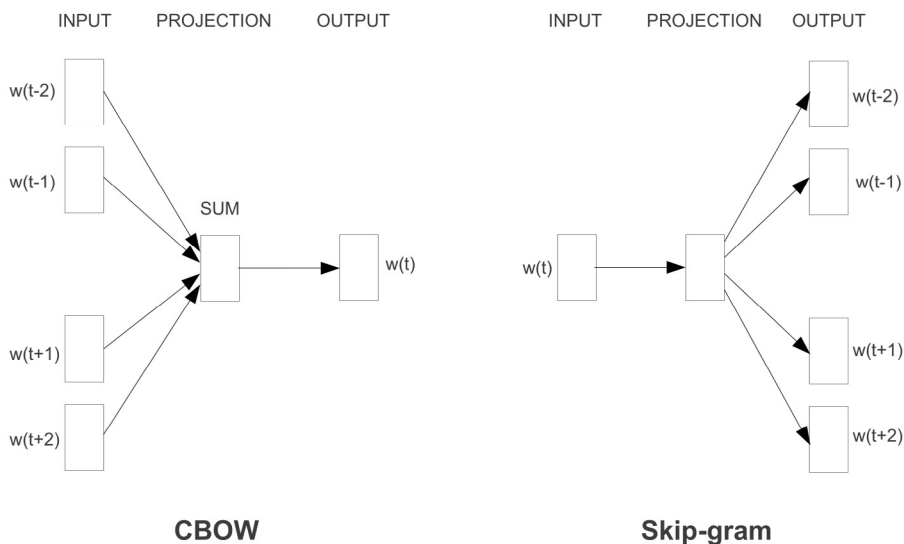 INPUT PROJECTION OUTPUT
w(t-2)
w(t-1)
SUM
w(t)
w(t+1)
w(t+2)
CBOW
INPUT PROJECTION OUTPUT
w(t-2)
w(t-1)
w(t)
w(t+1)
w(t+2)
Skip-gram